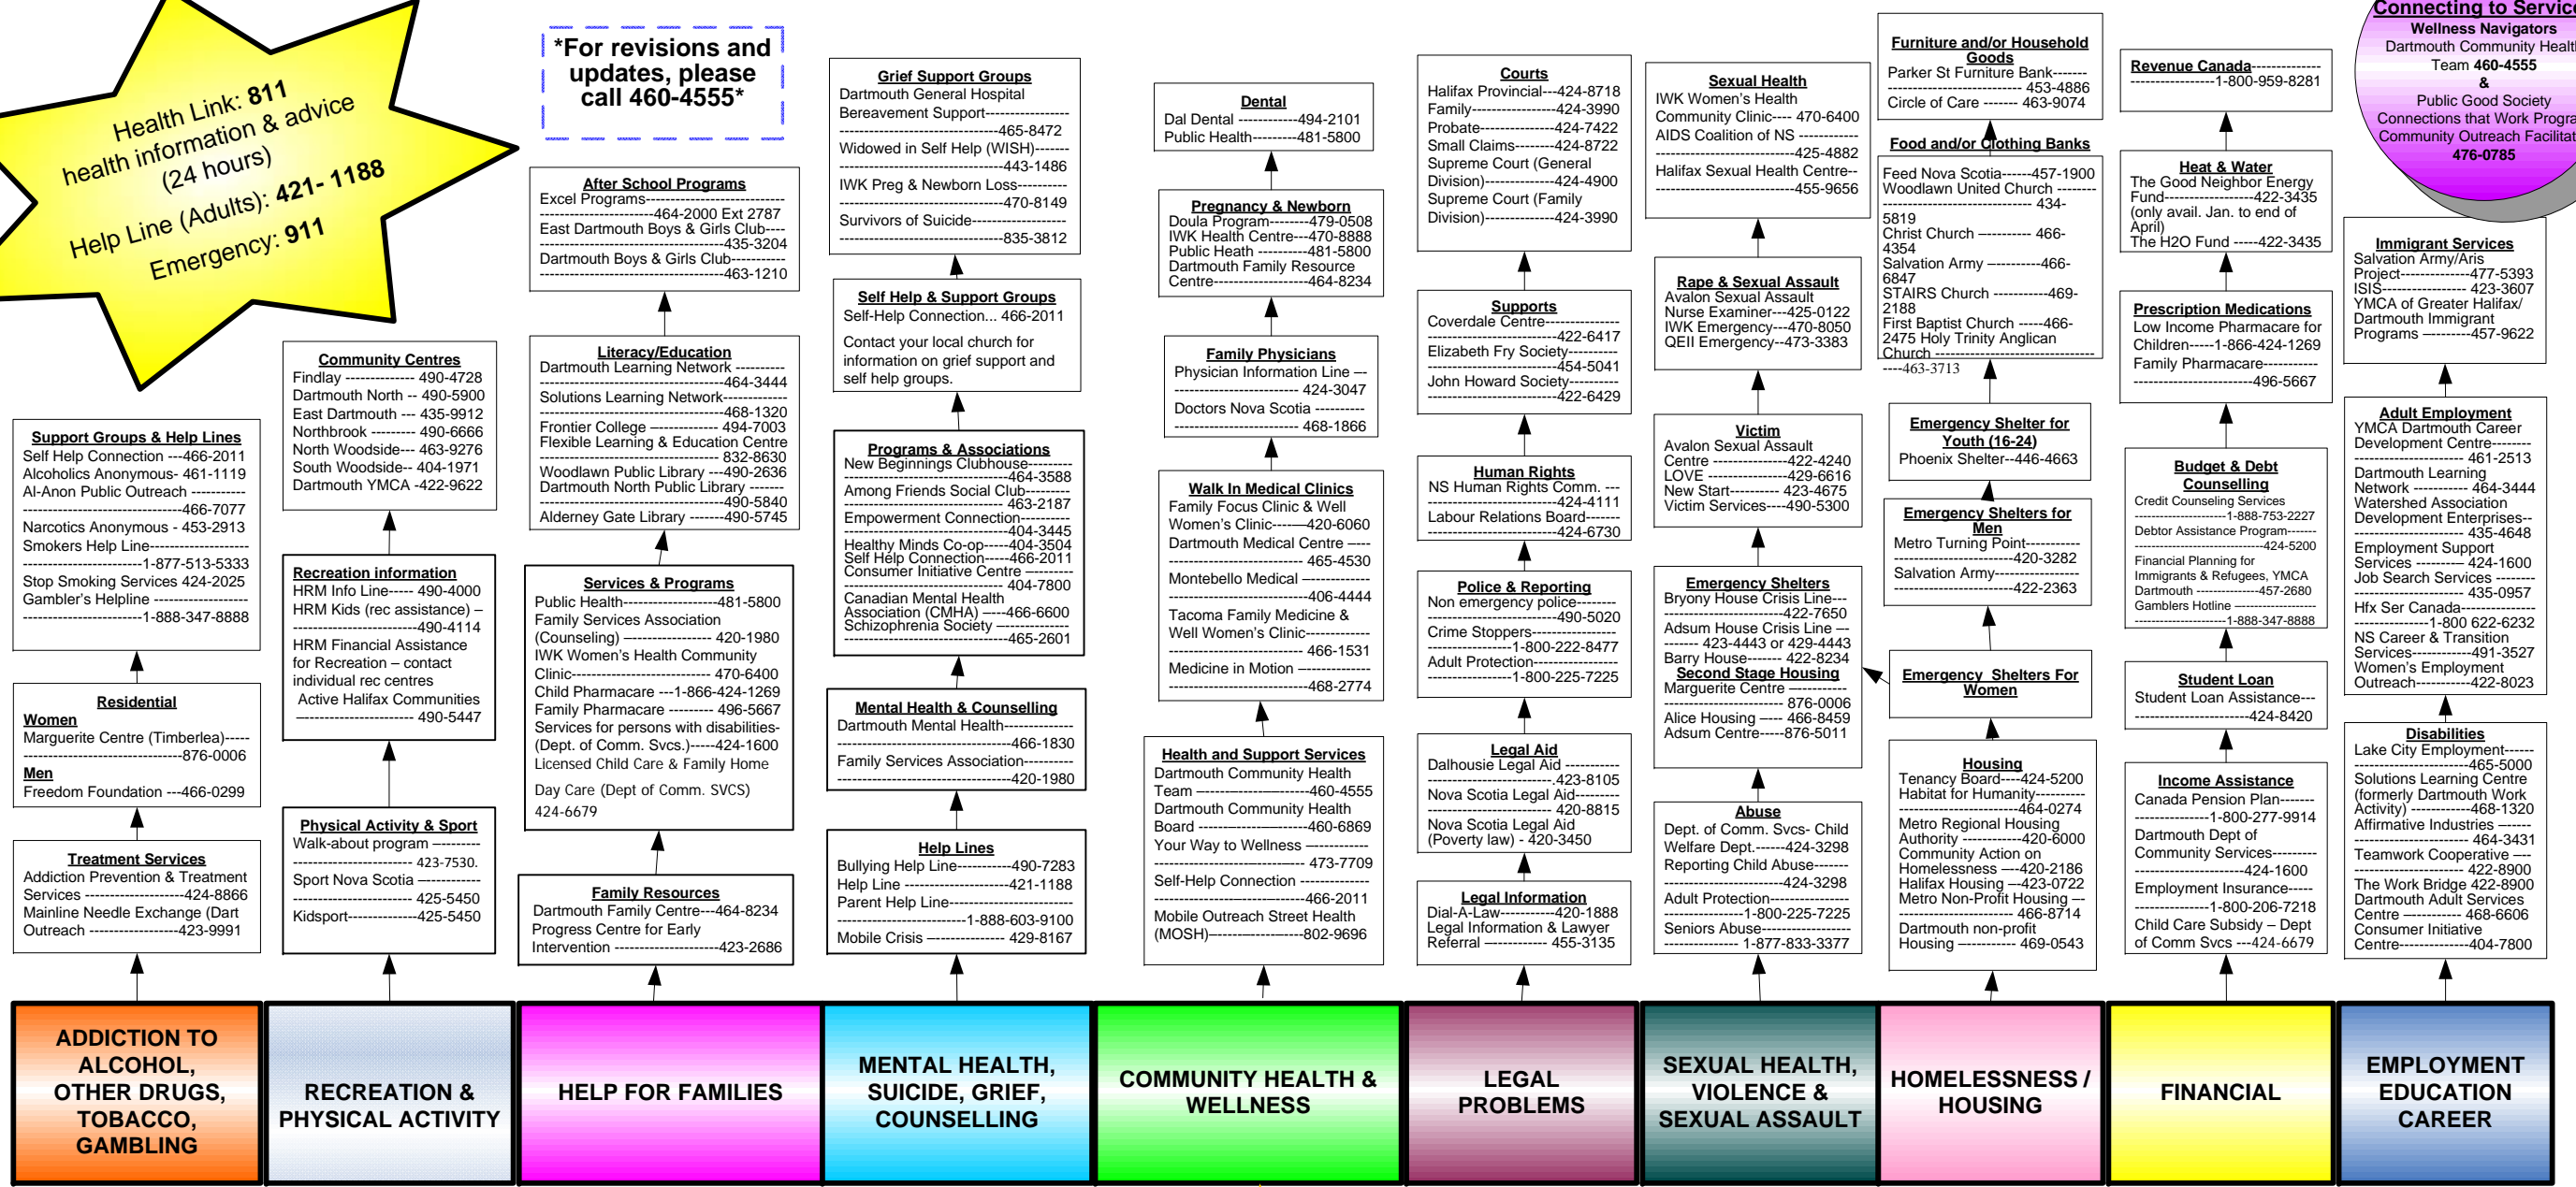 Health Link: 811
health information & advice
(24 hours)
Help Line (Adults): 421- 1188
Emergency: 911
*For revisions and
updates, please
call 460-4555*
Connecting to Servic
Wellness Navigators
Dartmouth Community Healt
Team 460-4555
&
Public Good Society
Connections that Work Progra
Community Outreach Facilitat
476-0785
Support Groups & Help Lines
Self Help Connection ---466-2011
Alcoholics Anonymous- 461-1119
Al-Anon Public Outreach -----------
---------------------466-7077
Narcotics Anonymous - 453-2913
Smokers Help Line--------------------
--------------------1-877-513-5333
Stop Smoking Services 424-2025
Gambler's Helpline -------------------
--------------------1-888-347-8888
Residential
Women
Marguerite Centre (Timberlea)-----
---------------------------876-0006
Men
Freedom Foundation ---466-0299
Treatment Services
Addiction Prevention & Treatment
Services -----------------424-8866
Mainline Needle Exchange (Dart
Outreach ---------------423-9991
ADDICTION TO
ALCOHOL,
OTHER DRUGS,
TOBACCO,
GAMBLING
Community Centres
Findlay ------------- 490-4728
Dartmouth North -- 490-5900
East Dartmouth --- 435-9912
Northbrook --------- 490-6666
North Woodside--- 463-9276
South Woodside-- 404-1971
Dartmouth YMCA -422-9622
Recreation information
HRM Info Line----- 490-4000
HRM Kids (rec assistance) –
-----------------------490-4114
HRM Financial Assistance
for Recreation – contact
individual rec centres
Active Halifax Communities
---------------------- 490-5447
Physical Activity & Sport
Walk-about program ----------
---------------------- 423-7530.
Sport Nova Scotia ------------
---------------------- 425-5450
Kidsport-------------425-5450
RECREATION &
PHYSICAL ACTIVITY
After School Programs
Excel Programs---------------------
---------------------464-2000 Ext 2787
East Dartmouth Boys & Girls Club----
----------------------------------435-3204
Dartmouth Boys & Girls Club----------
----------------------------------463-1210
Literacy/Education
Dartmouth Learning Network ---------
----------------------------------464-3444
Solutions Learning Network------------
----------------------------------468-1320
Frontier College ------------ 494-7003
Flexible Learning & Education Centre
--------------------------------- 832-8630
Woodlawn Public Library ---490-2636
Dartmouth North Public Library -------
----------------------------------490-5840
Alderney Gate Library -------490-5745
Services & Programs
Public Health-----------------481-5800
Family Services Association
(Counseling) ---------------- 420-1980
IWK Women's Health Community
Clinic-------------------------- 470-6400
Child Pharmacare ---1-866-424-1269
Family Pharmacare --------- 496-5667
Services for persons with disabilities-
(Dept. of Comm. Svcs.)-----424-1600
Licensed Child Care & Family Home
Day Care (Dept of Comm. SVCS)
424-6679
Family Resources
Dartmouth Family Centre---464-8234
Progress Centre for Early
Intervention -------------------423-2686
HELP FOR FAMILIES
Grief Support Groups
Dartmouth General Hospital
Bereavement Support----------------
-----------------------------465-8472
Widowed in Self Help (WISH)-------
------------------------------443-1486
IWK Preg & Newborn Loss----------
------------------------------470-8149
Survivors of Suicide------------------
------------------------------835-3812
Self Help & Support Groups
Self-Help Connection... 466-2011
Contact your local church for
information on grief support and
self help groups.
Programs & Associations
New Beginnings Clubhouse--------
------------------------------464-3588
Among Friends Social Club--------
------------------------------ 463-2187
Empowerment Connection---------
------------------------------404-3445
Healthy Minds Co-op-----404-3504
Self Help Connection-----466-2011
Consumer Initiative Centre --------
----------------------------- 404-7800
Canadian Mental Health
Association (CMHA) ----466-6600
Schizophrenia Society -------------
------------------------------465-2601
Mental Health & Counselling
Dartmouth Mental Health-------------
-------------------------------466-1830
Family Services Association---------
-------------------------------420-1980
Help Lines
Bullying Help Line----------490-7283
Help Line ---------------------421-1188
Parent Help Line-----------------------
-----------------------1-888-603-9100
Mobile Crisis --------------- 429-8167
MENTAL HEALTH,
SUICIDE, GRIEF,
COUNSELLING
Dental
Dal Dental ----------------494-2101
Public Health--------481-5800
Pregnancy & Newborn
Doula Program-------479-0508
IWK Health Centre---470-8888
Public Heath --------481-5800
Dartmouth Family Resource
Centre----------------464-8234
Family Physicians
Physician Information Line ---
---------------------- 424-3047
Doctors Nova Scotia ----------
---------------------- 468-1866
Walk In Medical Clinics
Family Focus Clinic & Well
Women's Clinic------420-6060
Dartmouth Medical Centre ----
------------------------ 465-4530
Montebello Medical ------------
------------------------406-4444
Tacoma Family Medicine &
Well Women's Clinic------------
------------------------ 466-1531
Medicine in Motion -------------
------------------------468-2774
Health and Support Services
Dartmouth Community Health
Team --------------------460-4555
Dartmouth Community Health
Board --------------------460-6869
Your Way to Wellness -----------
--------------------------- 473-7709
Self-Help Connection ------------
---------------------------466-2011
Mobile Outreach Street Health
(MOSH)-----------------802-9696
COMMUNITY HEALTH &
WELLNESS
Courts
Halifax Provincial---424-8718
Family---------------424-3990
Probate--------------424-7422
Small Claims--------424-8722
Supreme Court (General
Division)-------------424-4900
Supreme Court (Family
Division)-------------424-3990
Supports
Coverdale Centre-------------
-----------------------422-6417
Elizabeth Fry Society---------
-----------------------454-5041
John Howard Society---------
-----------------------422-6429
Human Rights
NS Human Rights Comm. ---
-----------------------424-4111
Labour Relations Board------
-----------------------424-6730
Police & Reporting
Non emergency police-------
-----------------------490-5020
Crime Stoppers---------------
---------------1-800-222-8477
Adult Protection---------------
---------------1-800-225-7225
Legal Aid
Dalhousie Legal Aid ---------
----------------------.423-8105
Nova Scotia Legal Aid--------
---------------------- 420-8815
Nova Scotia Legal Aid
(Poverty law) - 420-3450
Legal Information
Dial-A-Law----------420-1888
Legal Information & Lawyer
Referral ----------- 455-3135
LEGAL
PROBLEMS
Sexual Health
IWK Women's Health
Community Clinic---- 470-6400
AIDS Coalition of NS -----------
-------------------------425-4882
Halifax Sexual Health Centre--
-------------------------455-9656
Rape & Sexual Assault
Avalon Sexual Assault
Nurse Examiner---425-0122
IWK Emergency---470-8050
QEII Emergency--473-3383
Victim
Avalon Sexual Assault
Centre --------------422-4240
LOVE ---------------429-6616
New Start--------- 423-4675
Victim Services----490-5300
Emergency Shelters
Bryony House Crisis Line---
---------------------422-7650
Adsum House Crisis Line ---
------- 423-4443 or 429-4443
Barry House------- 422-8234
Second Stage Housing
Marguerite Centre -----------
---------------------- 876-0006
Alice Housing ----- 466-8459
Adsum Centre-----876-5011
Abuse
Dept. of Comm. Svcs- Child
Welfare Dept.------424-3298
Reporting Child Abuse-------
----------------------424-3298
Adult Protection---------------
---------------1-800-225-7225
Seniors Abuse----------------
-------------- 1-877-833-3377
SEXUAL HEALTH,
VIOLENCE &
SEXUAL ASSAULT
Furniture and/or Household
Goods
Parker St Furniture Bank-------
------------------------- 453-4886
Circle of Care ------- 463-9074
Food and/or Clothing Banks
Feed Nova Scotia------457-1900
Woodlawn United Church --------
--------------------------- 434-
5819
Christ Church ---------- 466-
4354
Salvation Army ----------466-
6847
STAIRS Church ----------469-
2188
First Baptist Church -----466-
2475 Holy Trinity Anglican
Church ------------------------------
----463-3713
Emergency Shelter for
Youth (16-24)
Phoenix Shelter--446-4663
Emergency Shelters for
Men
Metro Turning Point-----------
-----------------------420-3282
Salvation Army----------------
-----------------------422-2363
Emergency Shelters For
Women
Housing
Tenancy Board----424-5200
Habitat for Humanity---------
----------------------464-0274
Metro Regional Housing
Authority -----------420-6000
Community Action on
Homelessness ---420-2186
Halifax Housing ---423-0722
Metro Non-Profit Housing ---
---------------------- 466-8714
Dartmouth non-profit
Housing ----------- 469-0543
HOMELESSNESS /
HOUSING
Revenue Canada-------------
----------------1-800-959-8281
Heat & Water
The Good Neighbor Energy
Fund-----------------422-3435
(only avail. Jan. to end of
April)
The H2O Fund -----422-3435
Prescription Medications
Low Income Pharmacare for
Children-----1-866-424-1269
Family Pharmacare-----------
----------------------496-5667
Budget & Debt
Counselling
Credit Counseling Services
----------------------1-888-753-2227
Debtor Assistance Program-------
-------------------------------424-5200
Financial Planning for
Immigrants & Refugees, YMCA
Dartmouth ----------------457-2680
Gamblers Hotline -------------------
----------------------1-888-347-8888
Student Loan
Student Loan Assistance---
---------------------424-8420
Income Assistance
Canada Pension Plan-------
--------------1-800-277-9914
Dartmouth Dept of
Community Services---------
--------------------424-1600
Employment Insurance-----
--------------1-800-206-7218
Child Care Subsidy – Dept
of Comm Svcs ---424-6679
FINANCIAL
Immigrant Services
Salvation Army/Aris
Project-------------477-5393
ISIS---------------- 423-3607
YMCA of Greater Halifax/
Dartmouth Immigrant
Programs ---------457-9622
Adult Employment
YMCA Dartmouth Career
Development Centre--------
-------------------- 461-2513
Dartmouth Learning
Network ---------- 464-3444
Watershed Association
Development Enterprises--
-------------------- 435-4648
Employment Support
Services --------- 424-1600
Job Search Services -------
-------------------- 435-0957
Hfx Ser Canada-------------
-------------1-800 622-6232
NS Career & Transition
Services----------491-3527
Women's Employment
Outreach----------422-8023
Disabilities
Lake City Employment------
--------------------465-5000
Solutions Learning Centre
(formerly Dartmouth Work
Activity) -----------468-1320
Affirmative Industries ------
--------------------- 464-3431
Teamwork Cooperative ----
-------------------- 422-8900
The Work Bridge 422-8900
Dartmouth Adult Services
Centre ----------- 468-6606
Consumer Initiative
Centre------------404-7800
EMPLOYMENT
EDUCATION
CAREER